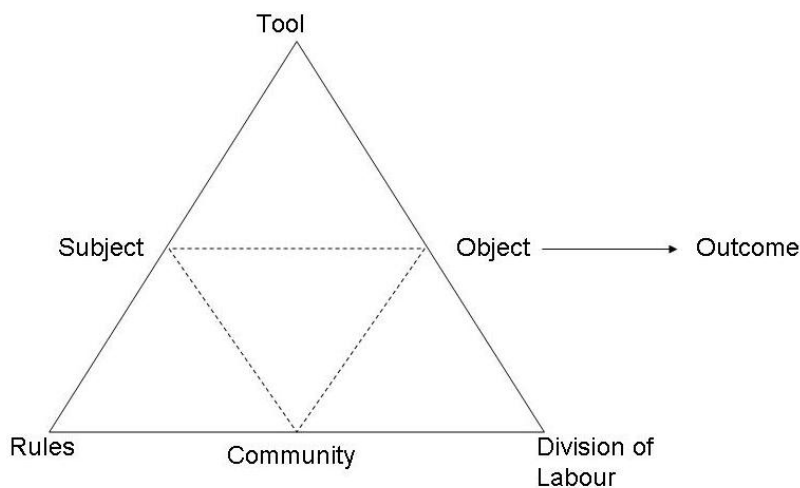 Tool
Subject
Object
Outcome
Rules
Community
Division of
Labour